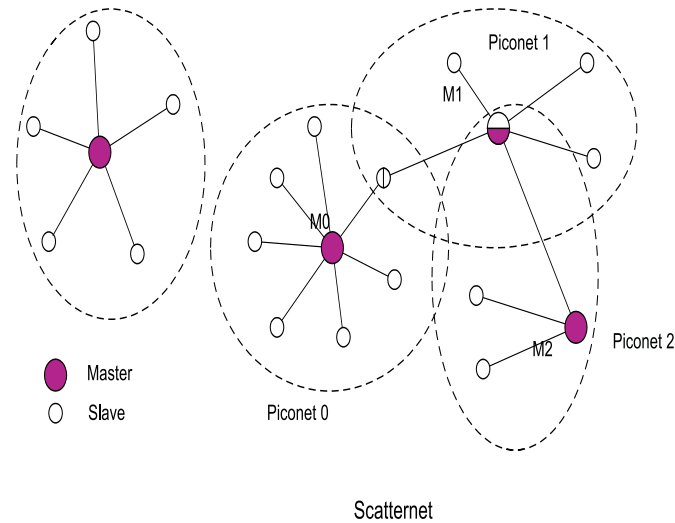 Piconet 1
M1
M0
Piconet 2
M2
Master
Slave
Piconet 0
Scatternet